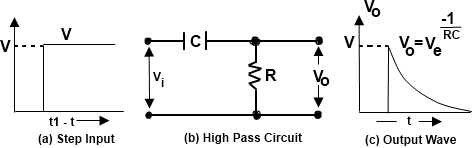 V
V
t1 - t
(a) Step Input
C
Vi
R
Vo
(b) High Pass Circuit
Vo
V
Vo=Ve -1/RC
t
(c) Output Wave